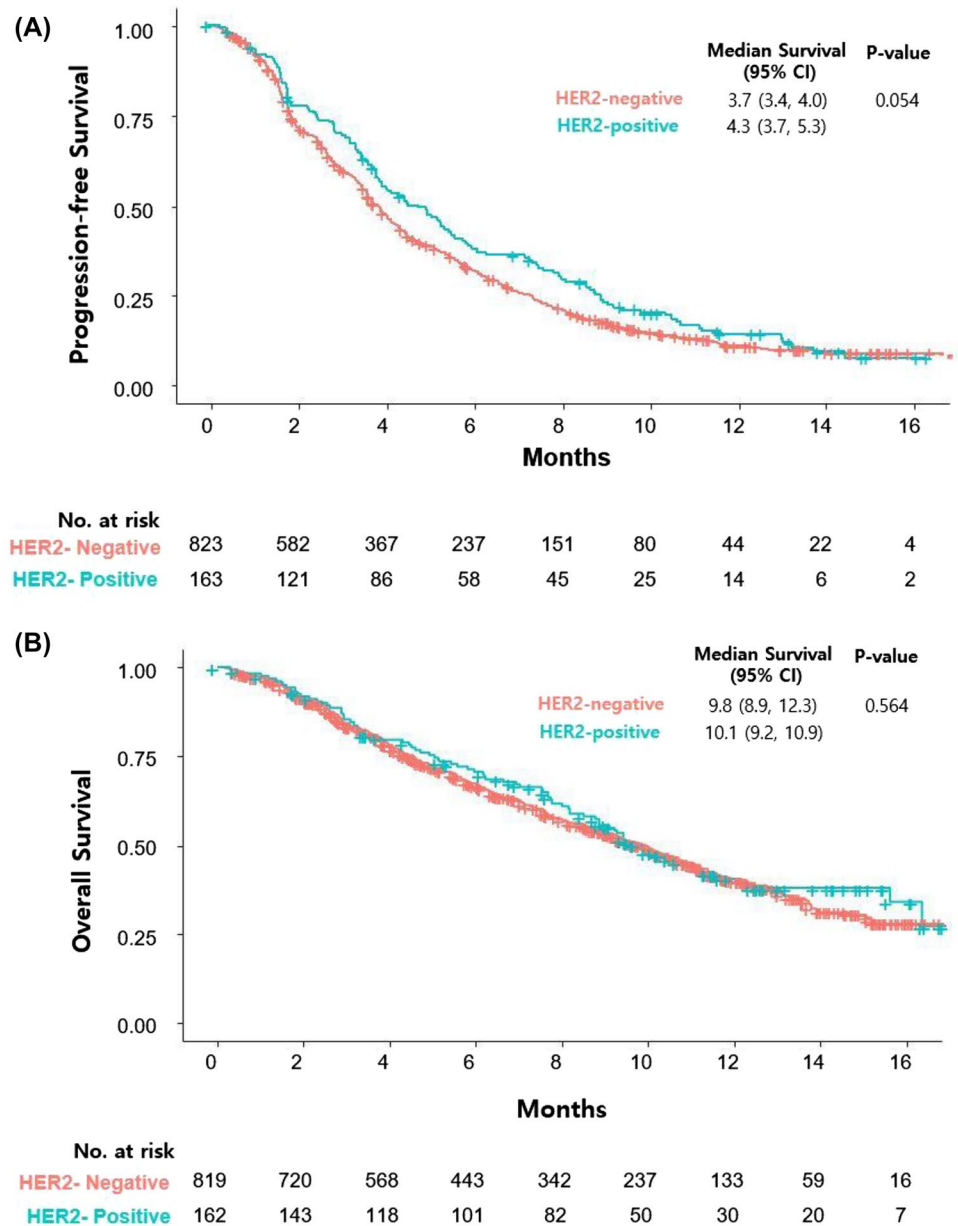 (A)
1.00
0.75
0.50
0.25
0.00
Progression-free Survival
Median Survival (95% CI) P-value
HER2-negative 3.7 (3.4, 4.0) 0.054
HER2-positive 4.3 (3.7, 5.3)
0 2 4 6 8 10 12 14 16
Months
No. at risk
HER2- Negative 823 582 367 237 151 80 44 22 4
HER2- Positive 163 121 86 58 45 25 14 6 2
(B)
1.00
0.75
0.50
0.25
0.00
Overall Survival
Median Survival (95% CI) P-value
HER2-negative 9.8 (8.9, 12.3) 0.564
HER2-positive 10.1 (9.2, 10.9)
0 2 4 6 8 10 12 14 16
Months
No. at risk
HER2- Negative 819 720 568 443 342 237 133 59 16
HER2- Positive 162 143 118 101 82 50 30 20 7